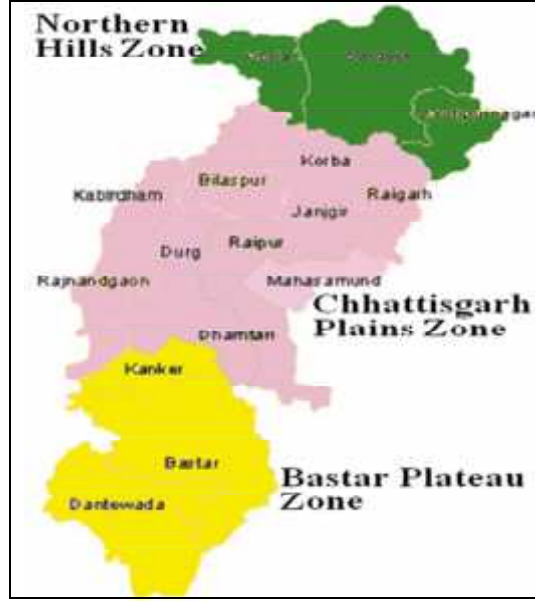 Northern
Hills Zone
Korba
Bilaspur
Kabirdham
Raigarh
Janjgir
Raipur
Durg
Rajnandgaon
Mahasamund
Chhattisgarh
Plains Zone
Kanker
Bastar
Bastar Plateau
Zone
Dantewada